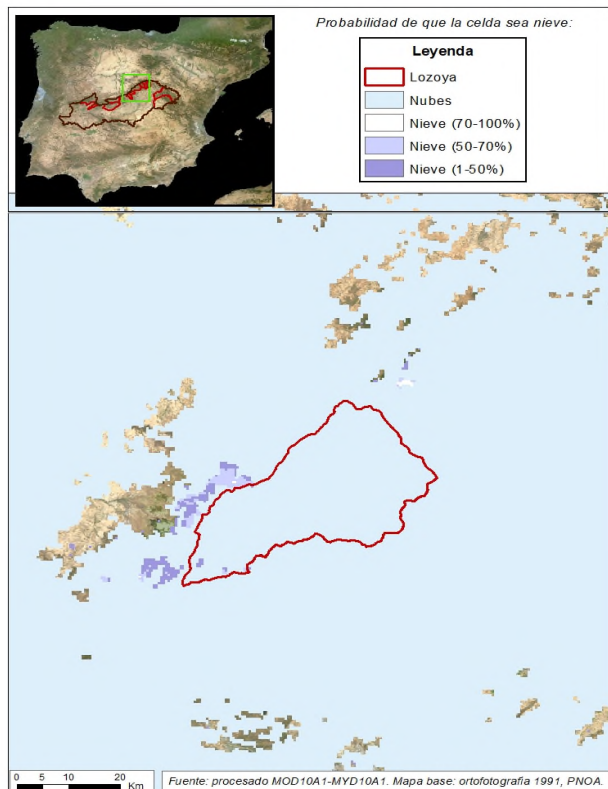 Probabilidad de que la celda sea nieve:
Leyenda
Lozoya
Nubes
Nieve (70-100%)
Nieve (50-70%)
Nieve (1-50%)
0 5 10 20
Km
Fuente: procesado MOD10A1-MYD10A1. Mapa base: ortofotografia 1991, PNOA.